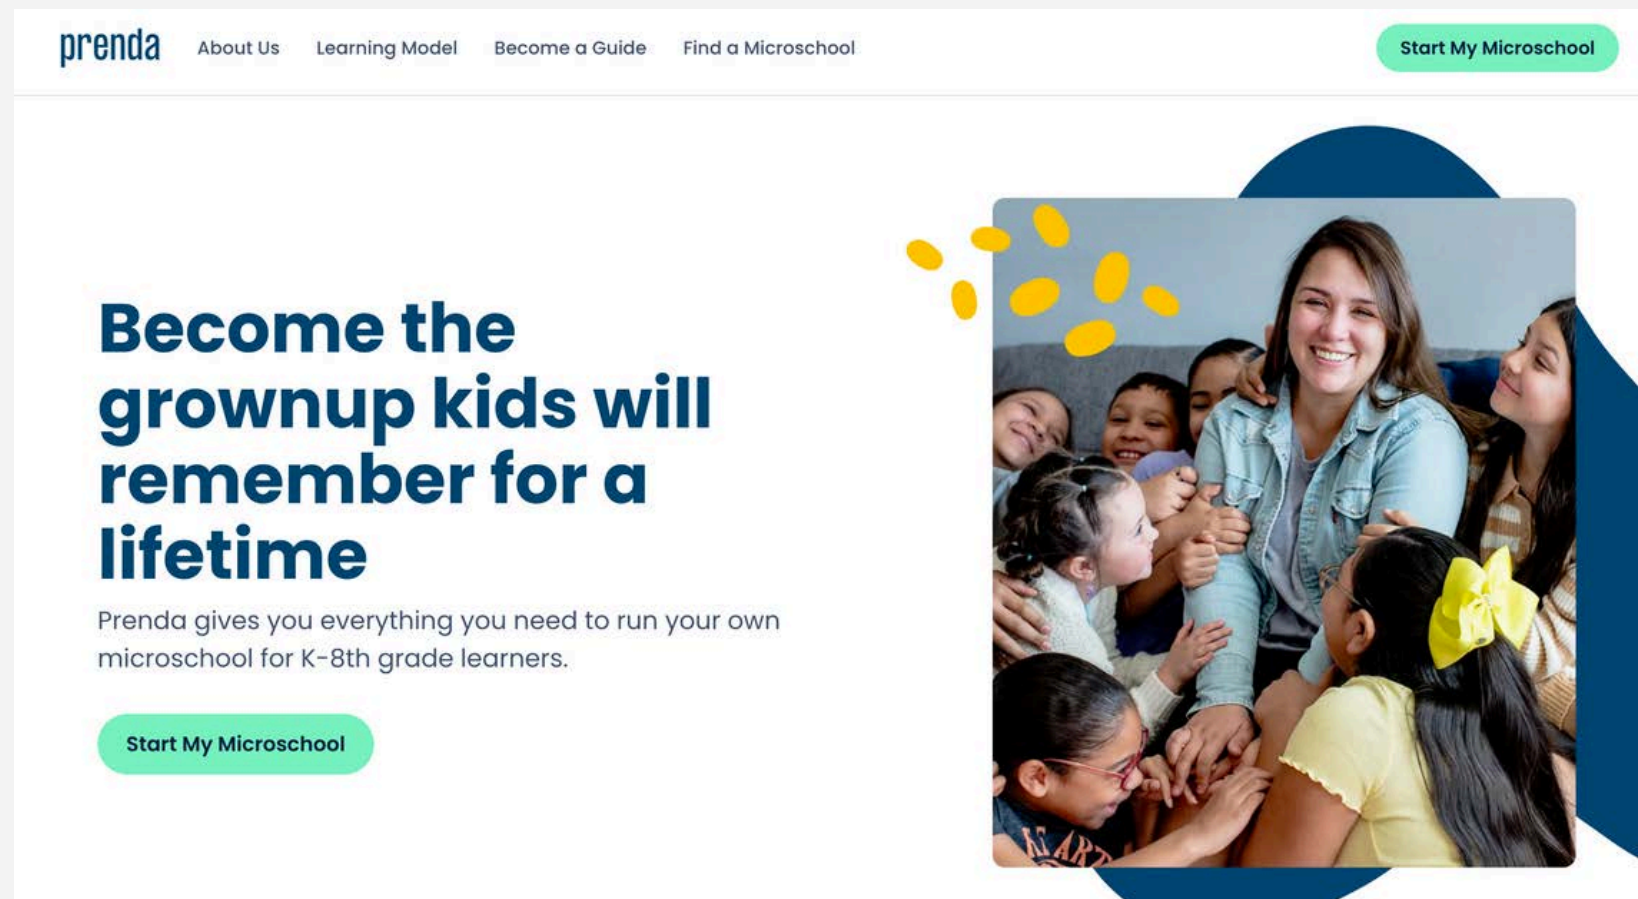 prenda
About Us
Learning Model
Become a Guide
Find a Microschool
Start My Microschool
Become the
grownup kids will
remember for a
lifetime
Prenda gives you everything you need to run your own
microschool for K-8th grade learners.
Start My Microschool